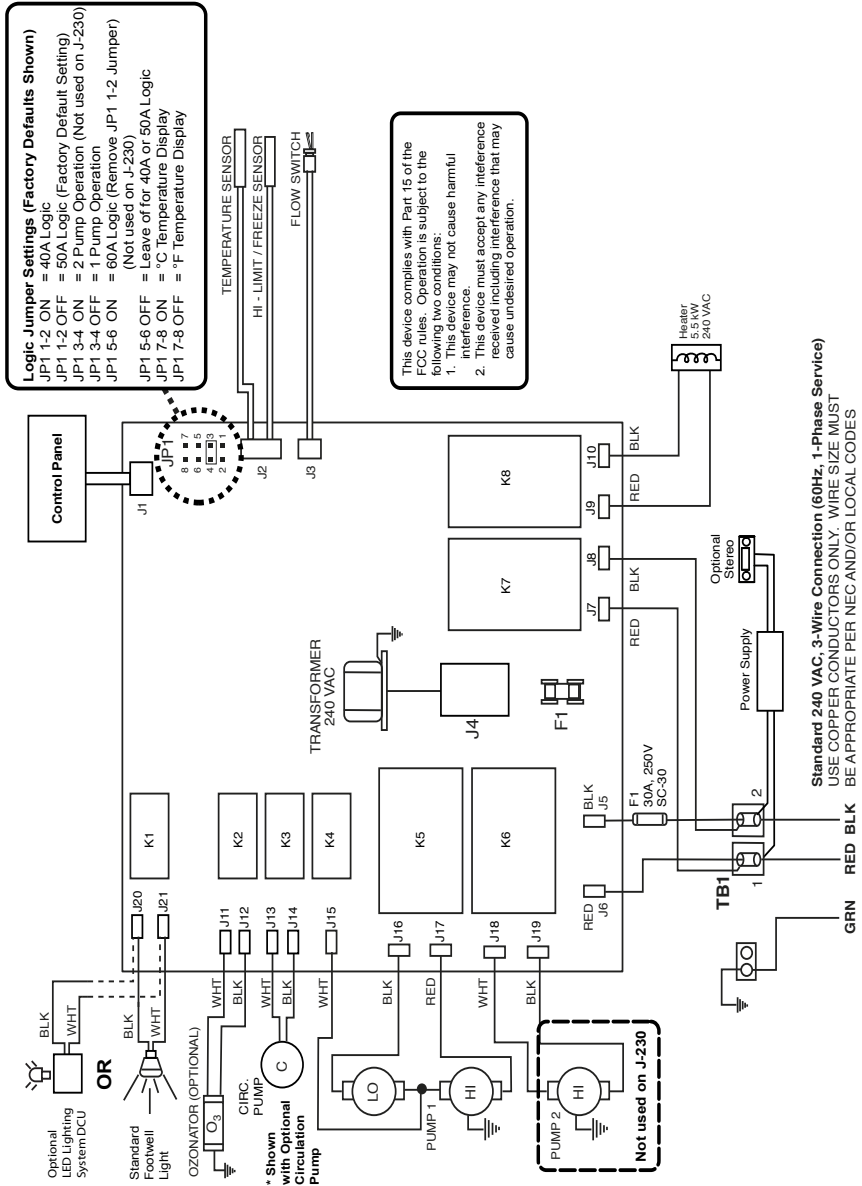 Logic Jumper Settings (Factory Defaults Shown)
JP1 1-2 ON = 40A Logic
JP1 1-2 OFF = 50A Logic (Factory Default Setting)
JP1 3-4 ON = 2 Pump Operation (Not used on J-230)
JP1 3-4 OFF = 1 Pump Operation
JP1 5-6 ON = 60A Logic (Remove JP1 1-2 Jumper)
(Not used on J-230)
JP1 5-6 OFF = Leave of for 40A or 50A Logic
JP1 7-8 ON = °C Temperature Display
JP1 7-8 OFF = °F Temperature Display
Control Panel
J1
JP1
8 7
6 5
4 3
2 1
J2
J3
TEMPERATURE SENSOR
HI - LIMIT / FREEZE SENSOR
FLOW SWITCH
This device complies with Part 15 of the
FCC rules. Operation is subject to the
following two conditions:
1. This device may not cause harmful
interference.
2. This device must accept any inteference
received including interference that may
cause undesired operation.
Optional
LED Lighting
System DCU
BLK
WHT
OR
Standard
Footwell
Light
BLK
WHT
J20
J21
K1
OZONATOR (OPTIONAL)
O3
WHT
BLK
J11
J12
K2
CIRC.
PUMP
C
WHT
BLK
J13
J14
K3
* Shown
with Optional
Circulation
Pump
WHT
J15
K4
TRANSFORMER
240 VAC
J4
F1
PUMP 1
LO
HI
BLK
RED
J16
J17
K5
PUMP 2
HI
Not used on J-230
WHT
BLK
J18
J19
K6
K7
K8
RED
J6
BLK
J5
F1
30A, 250V
SC-30
J7
J8
RED
BLK
J9
J10
RED
BLK
Heater
5.5 kW
240 VAC
TB1
1
2
Power Supply
Optional
Stereo
GRN
RED
BLK
Standard 240 VAC, 3-Wire Connection (60Hz, 1-Phase Service)
USE COPPER CONDUCTORS ONLY. WIRE SIZE MUST
BE APPROPRIATE PER NEC AND/OR LOCAL CODES